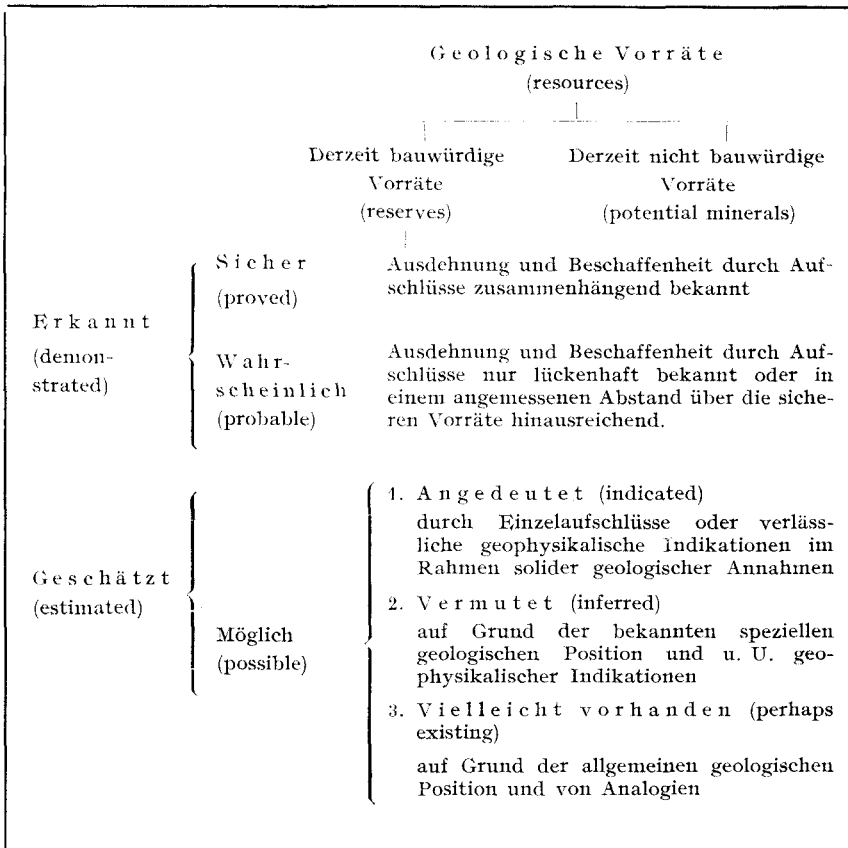 Geologische Vorräte
(resources)
Derzeit bauwürdige Vorräte (reserves)
Derzeit nicht bauwürdige Vorräte (potential minerals)
Erkannt
(demon-
strated)
Sicher
(proved)
Ausdehnung und Beschaffenheit durch Auf-
schlüsse zusammenhängend bekannt
Wahr-
scheinlich
(probable)
Ausdehnung und Beschaffenheit durch Auf-
schlüsse nur lückenhaft bekannt oder in
einem angemessenen Abstand über die siche-
ren Vorräte hinausreichend.
Geschätzt
(estimated)
Möglich
(possible)
1. Angedeutet (indicated)
durch Einzelaufschlüsse oder verläss-
liche geophysikalische Indikationen im
Rahmen solider geologischer Annahmen
2. Vermutet (inferred)
auf Grund der bekannten speziellen
geologischen Position und u. U. geo-
physikalischer Indikationen
3. Vielleicht vorhanden (perhaps
existing)
auf Grund der allgemeinen geologischen
Position und von Analogien